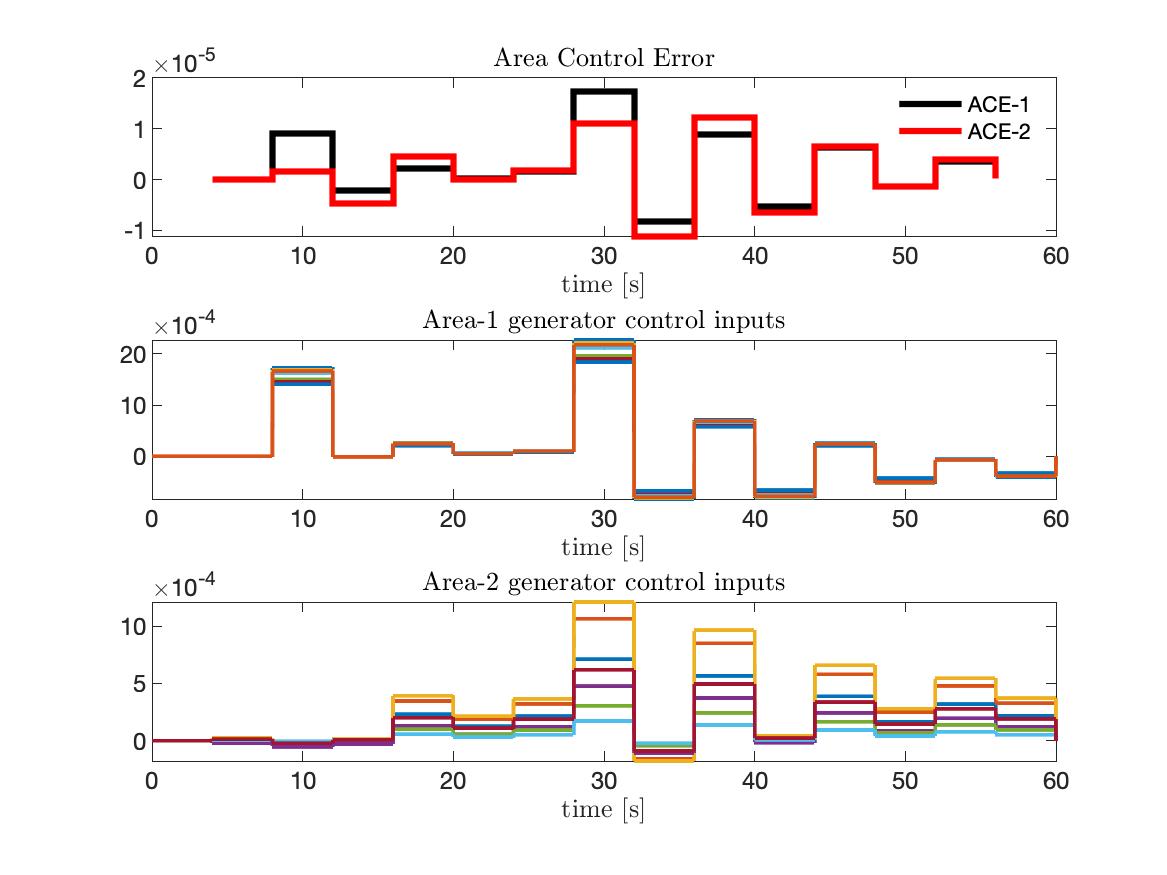 Area Control Error
×10-5
2
1
0
-1
ACE-1
ACE-2
0 10 20 30 40 50 60
time [s]
Area-1 generator control inputs
×10-4
20
10
0
0 10 20 30 40 50 60
time [s]
Area-2 generator control inputs
×10-4
10
5
0
0 10 20 30 40 50 60
time [s]